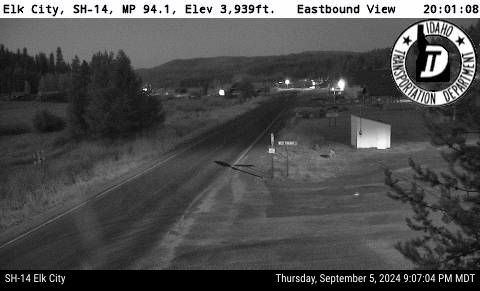 Elk City, SH-14, MP 94.1, Elev 3,939ft. Eastbound View 20:01:08
IDAHO
TRANSPORTATION DEPARTMENT
SH-14 Elk City Thursday, September 5, 2024 9:07:04 PM MDT